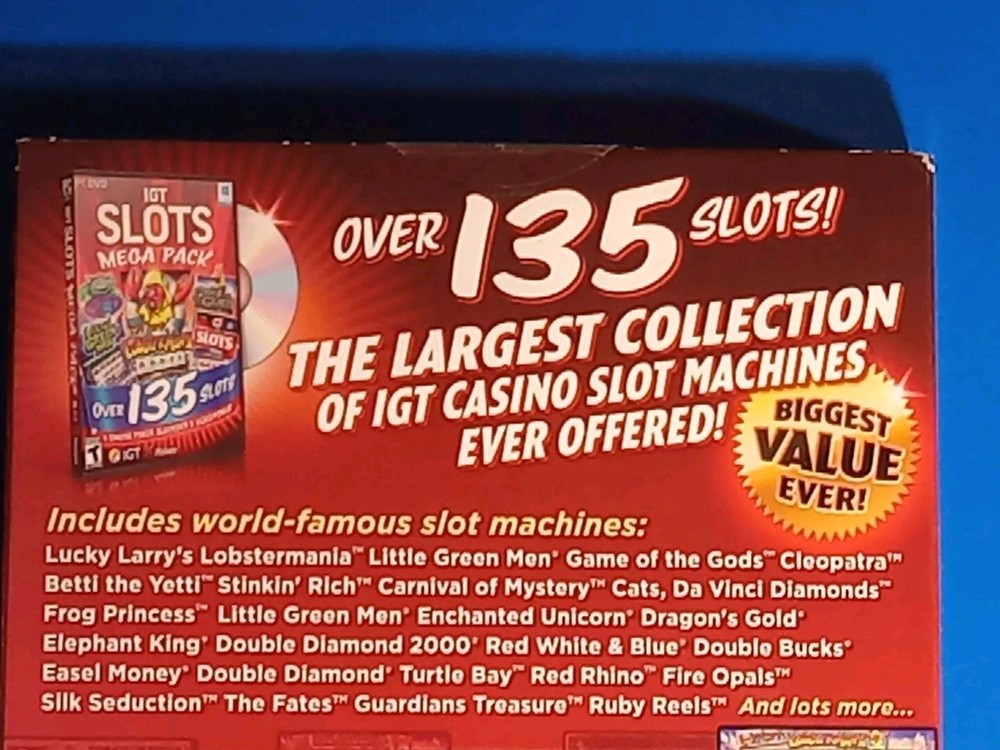 DVD
IGT
SLOTS
MEGA PACK
SLOTS
OVER 135 SLOTS
T IGT
OVER 135 SLOTS!
THE LARGEST COLLECTION
OF IGT CASINO SLOT MACHINES
EVER OFFERED!
BIGGEST
VALUE
EVER!
Includes world-famous slot machines:
Lucky Larry's Lobstermania™ Little Green Men® Game of the Gods™ Cleopatra™
Betti the Yetti™ Stinkin' Rich™ Carnival of Mystery™ Cats, Da Vinci Diamonds™
Frog Princess™ Little Green Men® Enchanted Unicorn® Dragon's Gold®
Elephant King® Double Diamond 2000® Red White & Blue® Double Bucks®
Easel Money® Double Diamond® Turtle Bay™ Red Rhino™ Fire Opals™
Silk Seduction™ The Fates™ Guardians Treasure™ Ruby Reels™ And lots more...